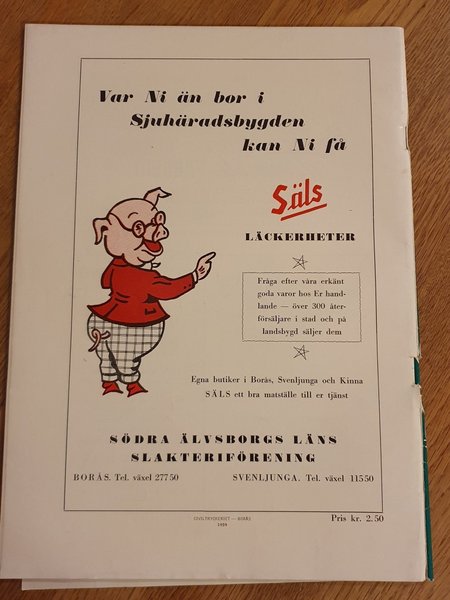 Var Ni än bor i
Sjuhäradsbygden
kan Ni få
Säls
LÄCKERHETER
Fråga efter våra erkänt
goda varor hos Er hand-
lande — över 300 åter-
försäljare i stad och på
landsbygd säljer dem
Egna butiker i Borås, Svenljunga och Kinna
SÄLS ett bra matställe till er tjänst
SÖDRA ÄLVSBORGS LÄNS
SLAKTERIFÖRENING
BORÅS. Tel. växel 27750 SVENLJUNGA. Tel. växel 11550
CIVILTRYCKERIET — BORÅS
1959
Pris kr. 2.50